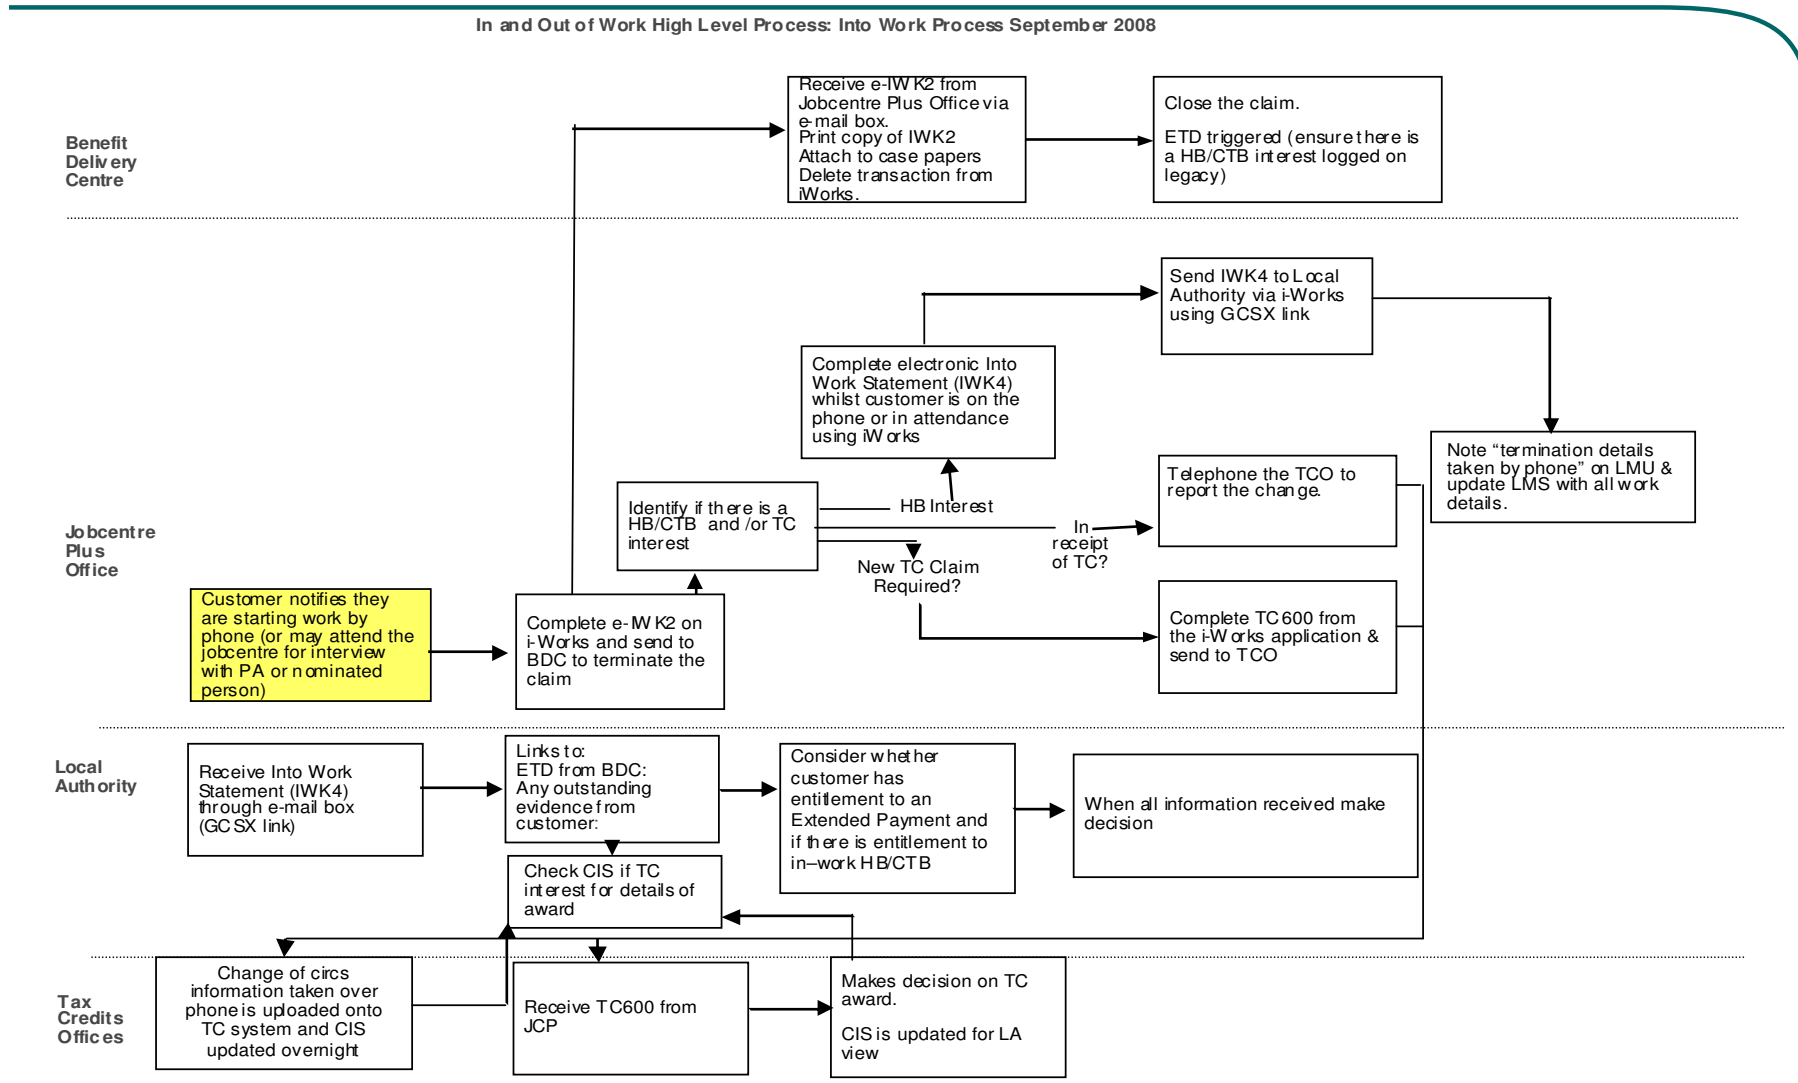 In and Out of Work High Level Process: Into Work Process September 2008
Benefit
Delivery
Centre
Receive e-IWK2 from
Jobcentre Plus Office via
e-mail box.
Print copy of IWK2
Attach to case papers
Delete transaction from
iWorks.
Close the claim.
ETD triggered (ensure there is
a HB/CTB interest logged on
legacy)
Send IWK4 to Local
Authority via i-Works
using GCSX link
Complete electronic Into
Work Statement (IWK4)
whilst customer is on the
phone or in attendance
using iWorks
Note “termination details
taken by phone” on LMU &
update LMS with all work
details.
Telephone the TCO to
report the change.
Identify if there is a
HB/CTB and /or TC
interest
HB Interest
In
receipt
of TC?
New TC Claim
Required?
Jobcentre
Plus
Office
Customer notifies they
are starting work by
phone (or may attend the
jobcentre for interview
with PA or nominated
person)
Complete e-IWK2 on
i-Works and send to
BDC to terminate the
claim
Complete TC600 from
the i-Works application &
send to TCO
Local
Authority
Receive Into Work
Statement (IWK4)
through e-mail box
(GCSX link)
Links to:
ETD from BDC:
Any outstanding
evidence from
customer:
Consider whether
customer has
entitlement to an
Extended Payment and
if there is entitlement to
in–work HB/CTB
When all information received make
decision
Check CIS if TC
interest for details of
award
Tax
Credits
Offices
Change of circs
information taken over
phone is uploaded onto
TC system and CIS
updated overnight
Receive TC600 from
JCP
Makes decision on TC
award.
CIS is updated for LA
view